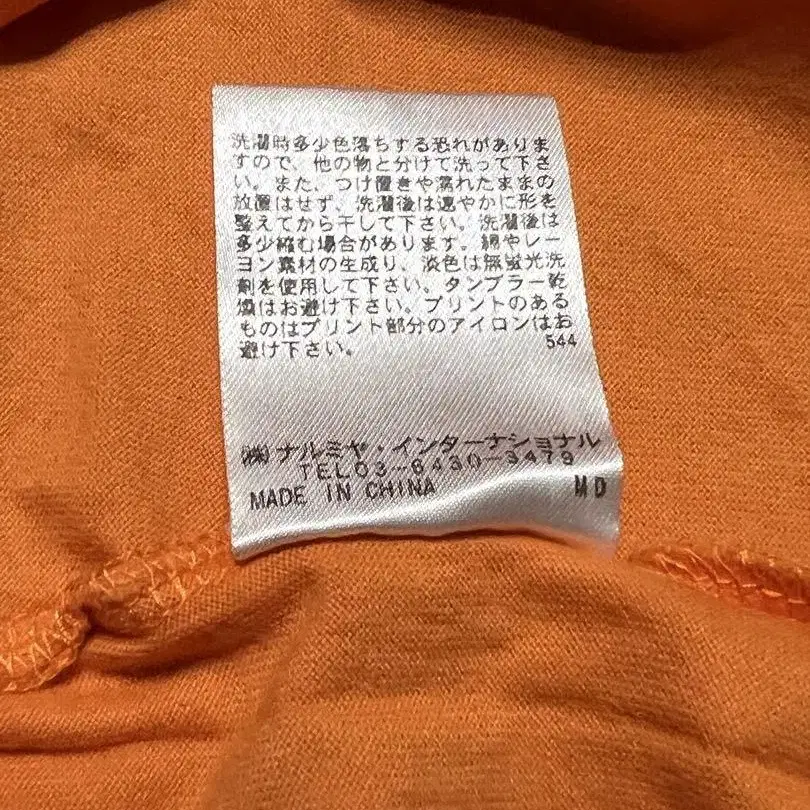 洗濯時多少色落ちする恐れがありま
すので、他の物と分けて洗って下さ
い。また、つけ置きや濡れたままの
放置はせず、洗濯後は速やかに形を
整えてから干して下さい。洗濯後は
多少縮む場合があります。綿やレー
ヨン素材の生成り、淡色は無蛍光洗
剤を使用して下さい。タンブラー乾
燥はお避け下さい。プリントのある
ものはプリント部分のアイロンはお
避け下さい。 544
㈱ナルミヤ・インターナショナル
TEL03-6430-3479
MADE IN CHINA MD